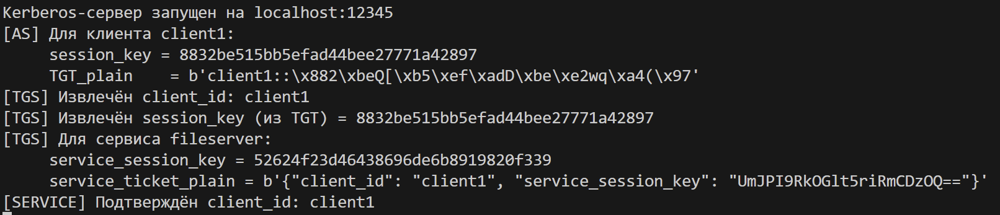 Kerberos-сервер запущен на localhost:12345
[AS] Для клиента client1:
session_key = 8832be515bb5efad44bee27771a42897
TGT_plain    = b'client1::\x882\xbeQ[\xb5\xef\xadD\xbe\xe2wq\xa4(\x97'
[TGS] Извлечён client_id: client1
[TGS] Извлечён session_key (из TGT) = 8832be515bb5efad44bee27771a42897
[TGS] Для сервиса fileserver:
service_session_key = 52624f23d46438696de6b8919820f339
service_ticket_plain = b'{"client_id": "client1", "service_session_key": "UmJPI9RkOGlt5riRmCDzOQ=="}'
[SERVICE] Подтверждён client_id: client1